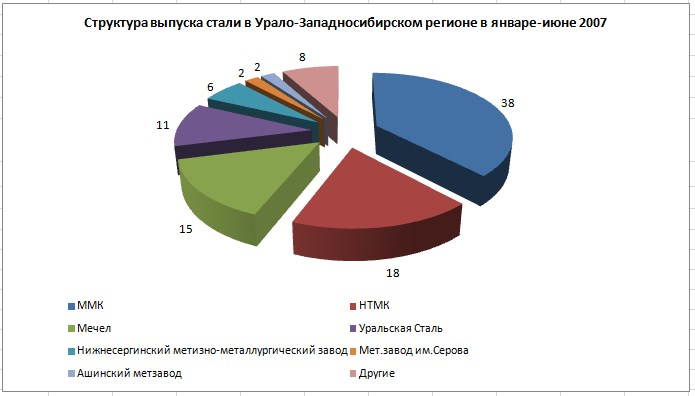 Структура выпуска стали в Урало-Западносибирском регионе в январе-июне 2007
8
2
2
6
38
11
15
18
ММК
НТМК
Мечел
Уральская Сталь
Нижнесергинский метизно-металлургический завод
Мет.завод им.Серова
Ашинский метзавод
Другие